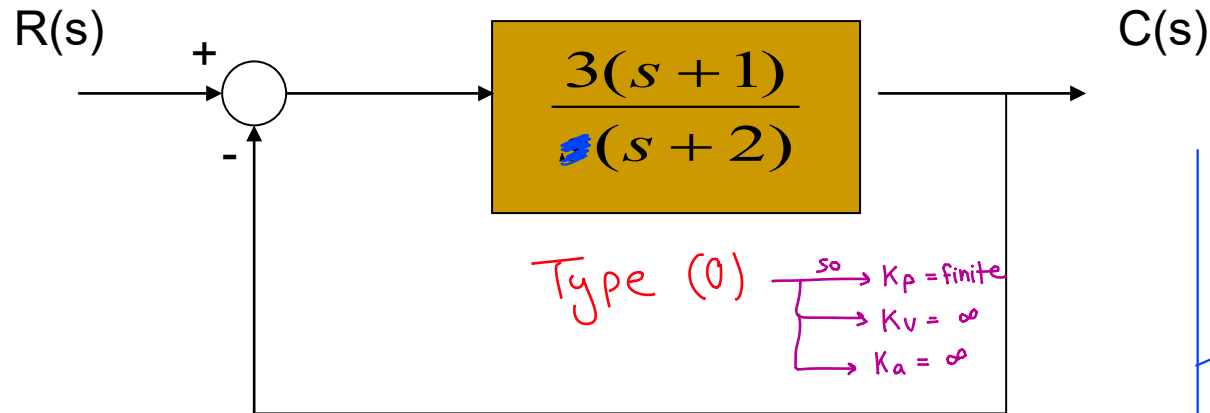 R(s)
C(s)
+
3(s + 1)
(s + 2)
-
Type (0)
so
Kp = finite
Kv = ∞
Ka = ∞